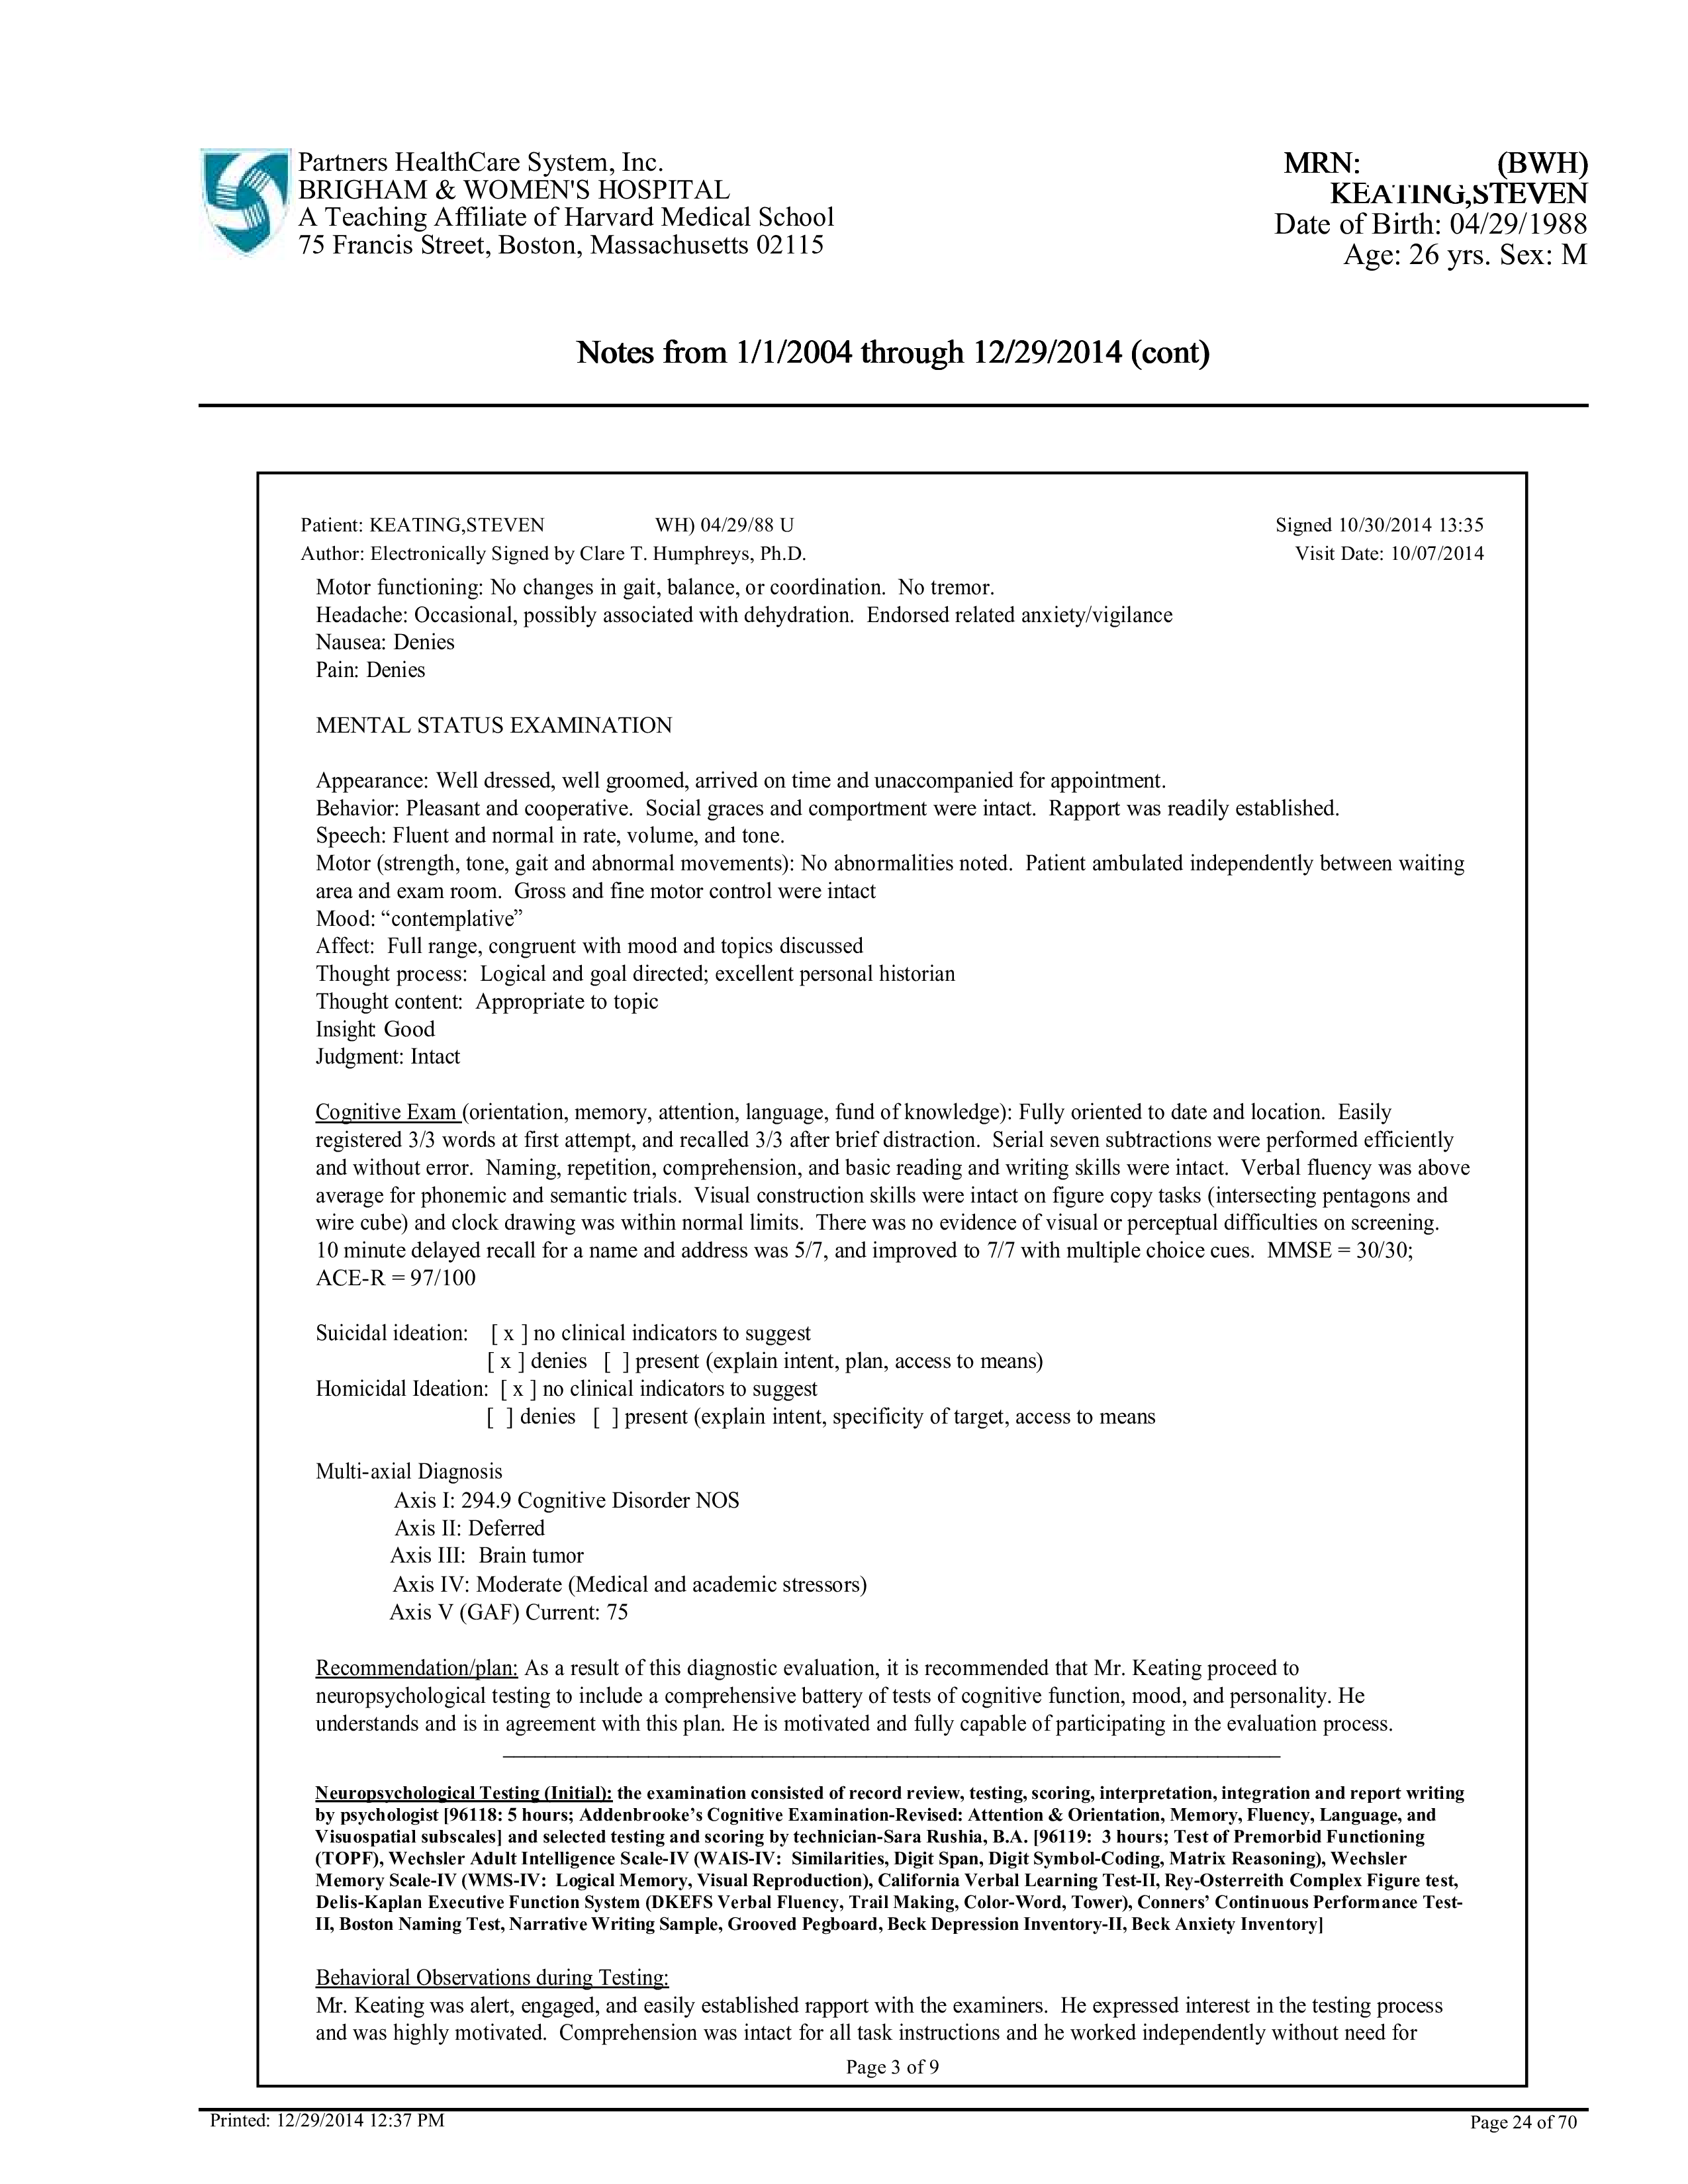 Partners HealthCare System, Inc.
BRIGHAM & WOMEN'S HOSPITAL
A Teaching Affiliate of Harvard Medical School
75 Francis Street, Boston, Massachusetts 02115
MRN: (BWH)
KEATING,STEVEN
Date of Birth: 04/29/1988
Age: 26 yrs. Sex: M
Notes from 1/1/2004 through 12/29/2014 (cont)
Patient: KEATING,STEVEN WH) 04/29/88 U Signed 10/30/2014 13:35
Author: Electronically Signed by Clare T. Humphreys, Ph.D. Visit Date: 10/07/2014
Motor functioning: No changes in gait, balance, or coordination. No tremor.
Headache: Occasional, possibly associated with dehydration. Endorsed related anxiety/vigilance
Nausea: Denies
Pain: Denies
MENTAL STATUS EXAMINATION
Appearance: Well dressed, well groomed, arrived on time and unaccompanied for appointment.
Behavior: Pleasant and cooperative. Social graces and comportment were intact. Rapport was readily established.
Speech: Fluent and normal in rate, volume, and tone.
Motor (strength, tone, gait and abnormal movements): No abnormalities noted. Patient ambulated independently between waiting
area and exam room. Gross and fine motor control were intact
Mood: “contemplative”
Affect: Full range, congruent with mood and topics discussed
Thought process: Logical and goal directed; excellent personal historian
Thought content: Appropriate to topic
Insight: Good
Judgment: Intact
Cognitive Exam (orientation, memory, attention, language, fund of knowledge): Fully oriented to date and location. Easily
registered 3/3 words at first attempt, and recalled 3/3 after brief distraction. Serial seven subtractions were performed efficiently
and without error. Naming, repetition, comprehension, and basic reading and writing skills were intact. Verbal fluency was above
average for phonemic and semantic trials. Visual construction skills were intact on figure copy tasks (intersecting pentagons and
wire cube) and clock drawing was within normal limits. There was no evidence of visual or perceptual difficulties on screening.
10 minute delayed recall for a name and address was 5/7, and improved to 7/7 with multiple choice cues. MMSE = 30/30;
ACE-R = 97/100
Suicidal ideation: [ x ] no clinical indicators to suggest
[ x ] denies [ ] present (explain intent, plan, access to means)
Homicidal Ideation: [ x ] no clinical indicators to suggest
[ ] denies [ ] present (explain intent, specificity of target, access to means
Multi-axial Diagnosis
Axis I: 294.9 Cognitive Disorder NOS
Axis II: Deferred
Axis III: Brain tumor
Axis IV: Moderate (Medical and academic stressors)
Axis V (GAF) Current: 75
Recommendation/plan: As a result of this diagnostic evaluation, it is recommended that Mr. Keating proceed to
neuropsychological testing to include a comprehensive battery of tests of cognitive function, mood, and personality. He
understands and is in agreement with this plan. He is motivated and fully capable of participating in the evaluation process.
Neuropsychological Testing (Initial): the examination consisted of record review, testing, scoring, interpretation, integration and report writing
by psychologist [96118: 5 hours; Addenbrooke’s Cognitive Examination-Revised: Attention & Orientation, Memory, Fluency, Language, and
Visuospatial subscales] and selected testing and scoring by technician-Sara Rushia, B.A. [96119: 3 hours; Test of Premorbid Functioning
(TOPF), Wechsler Adult Intelligence Scale-IV (WAIS-IV: Similarities, Digit Span, Digit Symbol-Coding, Matrix Reasoning), Wechsler
Memory Scale-IV (WMS-IV: Logical Memory, Visual Reproduction), California Verbal Learning Test-II, Rey-Osterreith Complex Figure test,
Delis-Kaplan Executive Function System (DKEFS Verbal Fluency, Trail Making, Color-Word, Tower), Conners’ Continuous Performance Test-
II, Boston Naming Test, Narrative Writing Sample, Grooved Pegboard, Beck Depression Inventory-II, Beck Anxiety Inventory]
Behavioral Observations during Testing:
Mr. Keating was alert, engaged, and easily established rapport with the examiners. He expressed interest in the testing process
and was highly motivated. Comprehension was intact for all task instructions and he worked independently without need for
Page 3 of 9
Printed: 12/29/2014 12:37 PM
Page 24 of 70